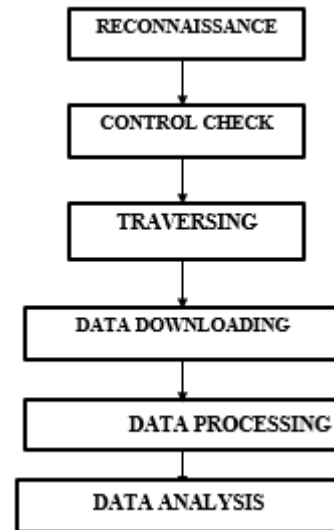 RECONNAISSANCE
CONTROL CHECK
TRAVERSING
DATA DOWNLOADING
DATA PROCESSING
DATA ANALYSIS